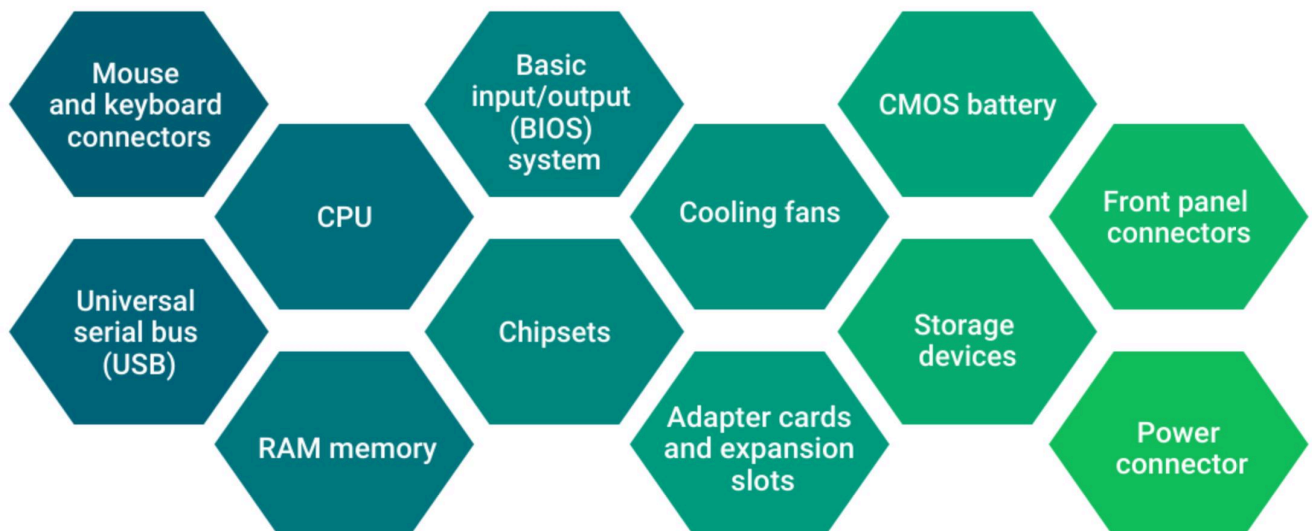 Mouse
and keyboard
connectors
Universal
serial bus
(USB)
CPU
RAM memory
Basic
input/output
(BIOS)
system
Chipsets
Cooling fans
Adapter cards
and expansion
slots
CMOS battery
Storage
devices
Front panel
connectors
Power
connector